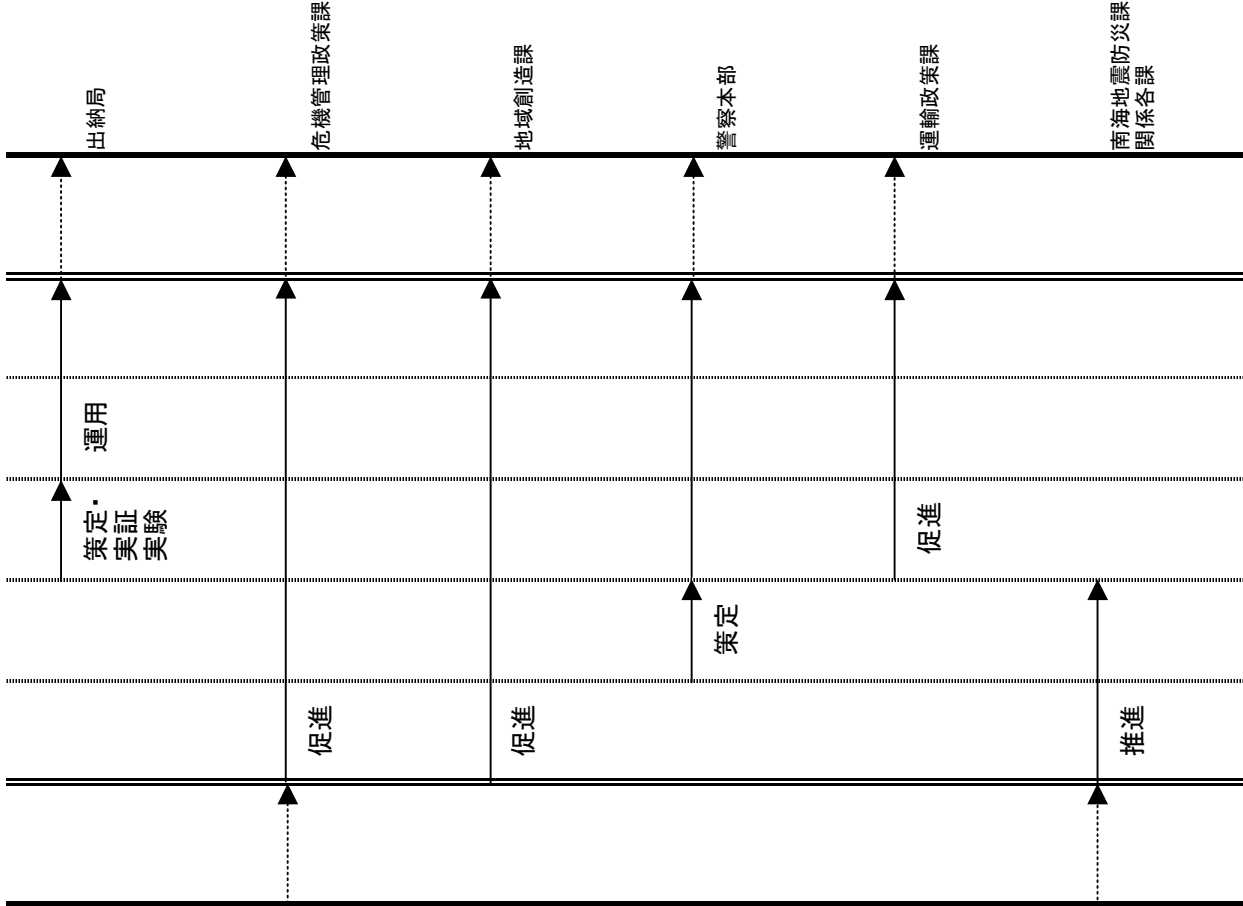 出納局
策定・
実証
実験
運用
危機管理政策課
促進
地域創造課
促進
警察本部
策定
運輸政策課
促進
南海地震防災課
関係各課
推進